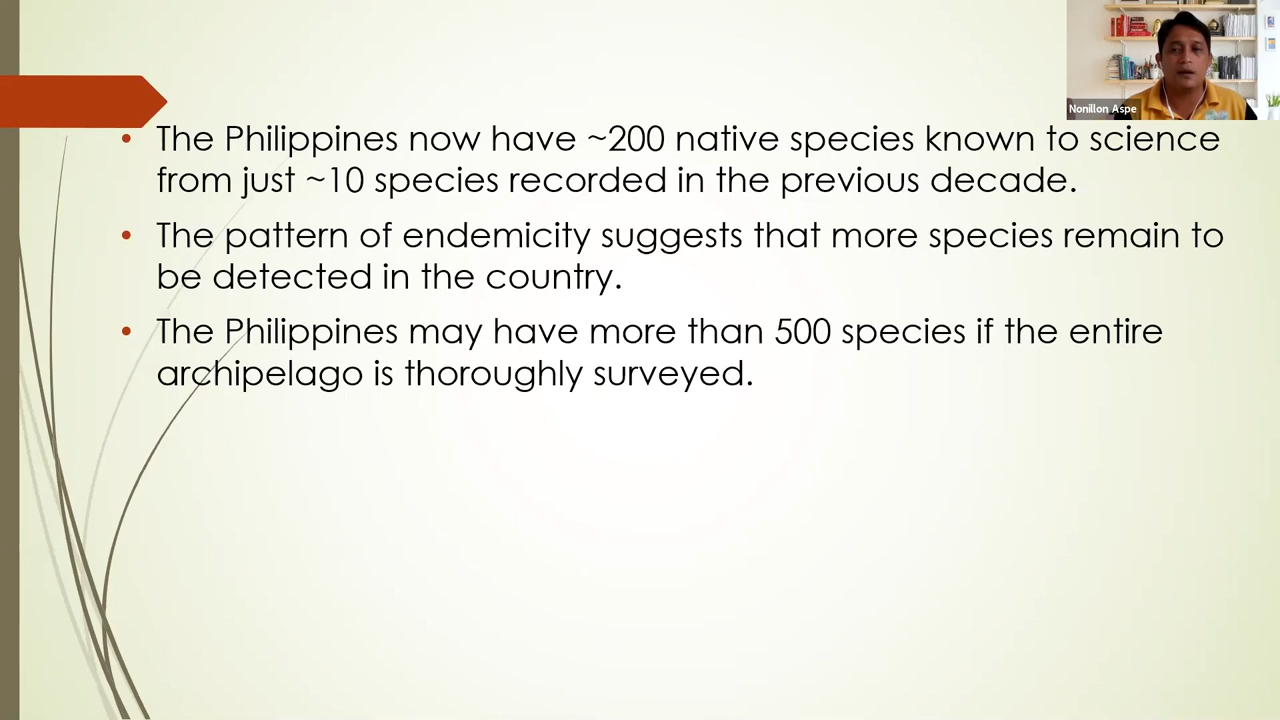 Nonillon Aspe
• The Philippines now have ~200 native species known to science
from just ~10 species recorded in the previous decade.
• The pattern of endemicity suggests that more species remain to
be detected in the country.
• The Philippines may have more than 500 species if the entire
archipelago is thoroughly surveyed.